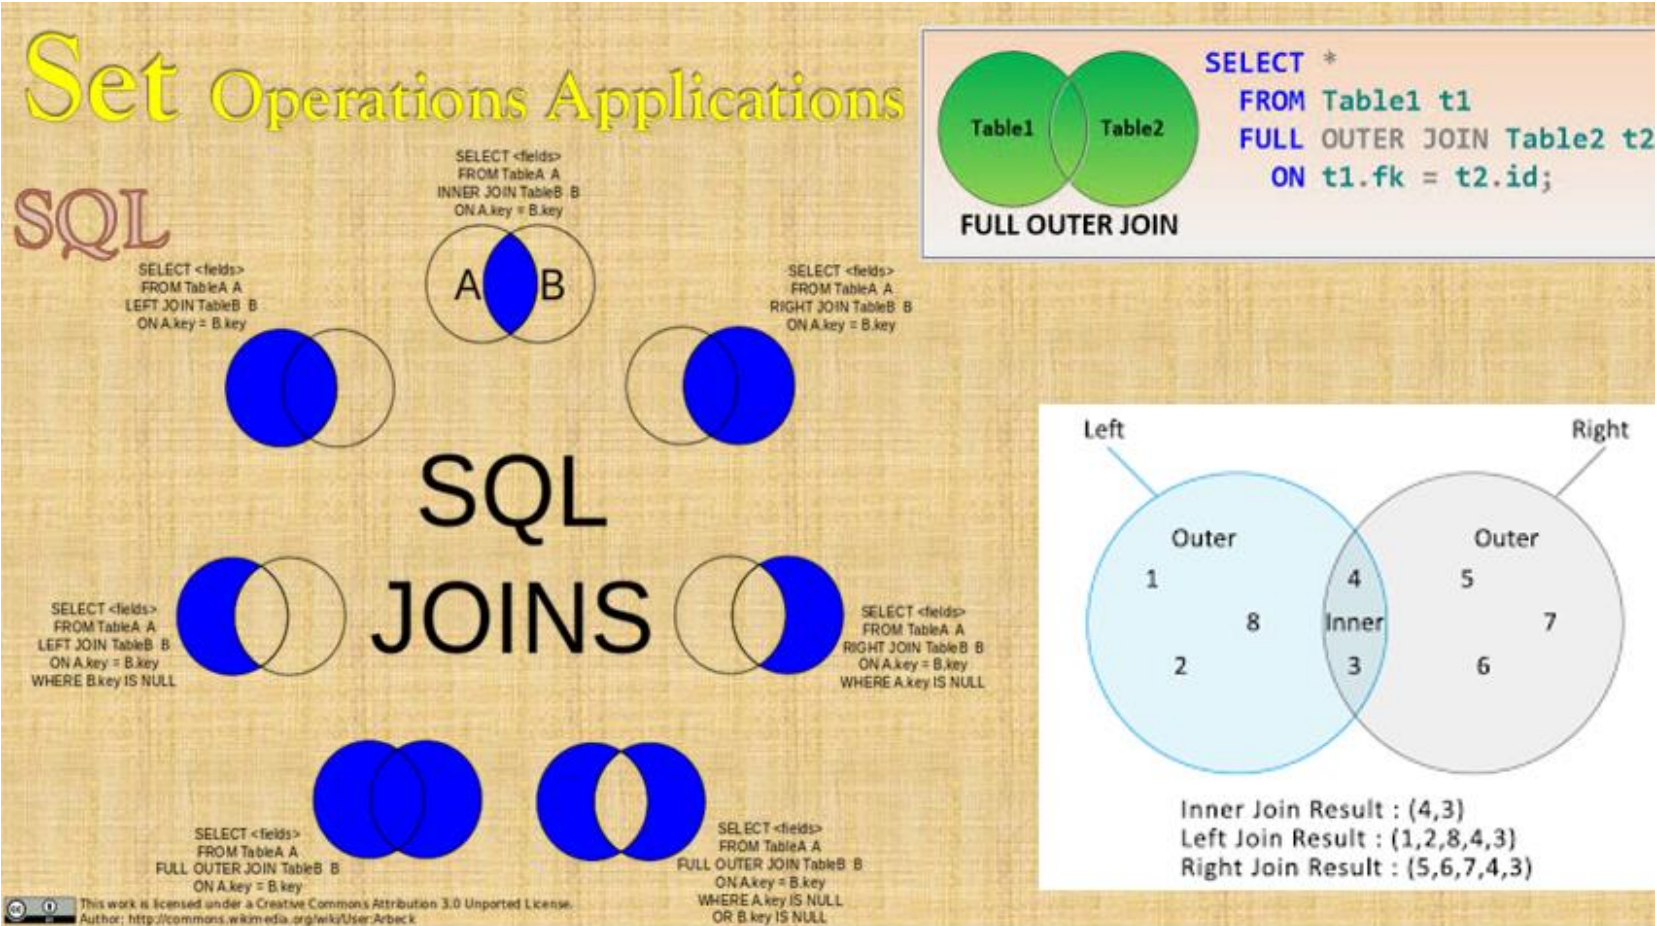 Set Operations Applications
SQL
SELECT <fields>
FROM TableA A
INNER JOIN TableB B
ON A.key = B.key
A B
SELECT <fields>
FROM TableA A
LEFT JOIN TableB B
ON A.key = B.key
SELECT <fields>
FROM TableA A
RIGHT JOIN TableB B
ON A.key = B.key
SQL
JOINS
SELECT <fields>
FROM TableA A
LEFT JOIN TableB B
ON A.key = B.key
WHERE B.key IS NULL
SELECT <fields>
FROM TableA A
RIGHT JOIN TableB B
ON A.key = B.key
WHERE A.key IS NULL
SELECT <fields>
FROM TableA A
FULL OUTER JOIN TableB B
ON A.key = B.key
SELECT <fields>
FROM TableA A
FULL OUTER JOIN TableB B
ON A.key = B.key
WHERE A.key IS NULL
OR B.key IS NULL
This work is licensed under a Creative Commons Attribution 3.0 Unported License.
Author: http://commons.wikimedia.org/wiki/User:Arbeck
Table1 Table2
FULL OUTER JOIN
SELECT *
FROM Table1 t1
FULL OUTER JOIN Table2 t2
ON t1.fk = t2.id;
Left Right
Outer Outer
1 4 5
8 Inner 7
2 3 6
Inner Join Result : (4,3)
Left Join Result : (1,2,8,4,3)
Right Join Result : (5,6,7,4,3)